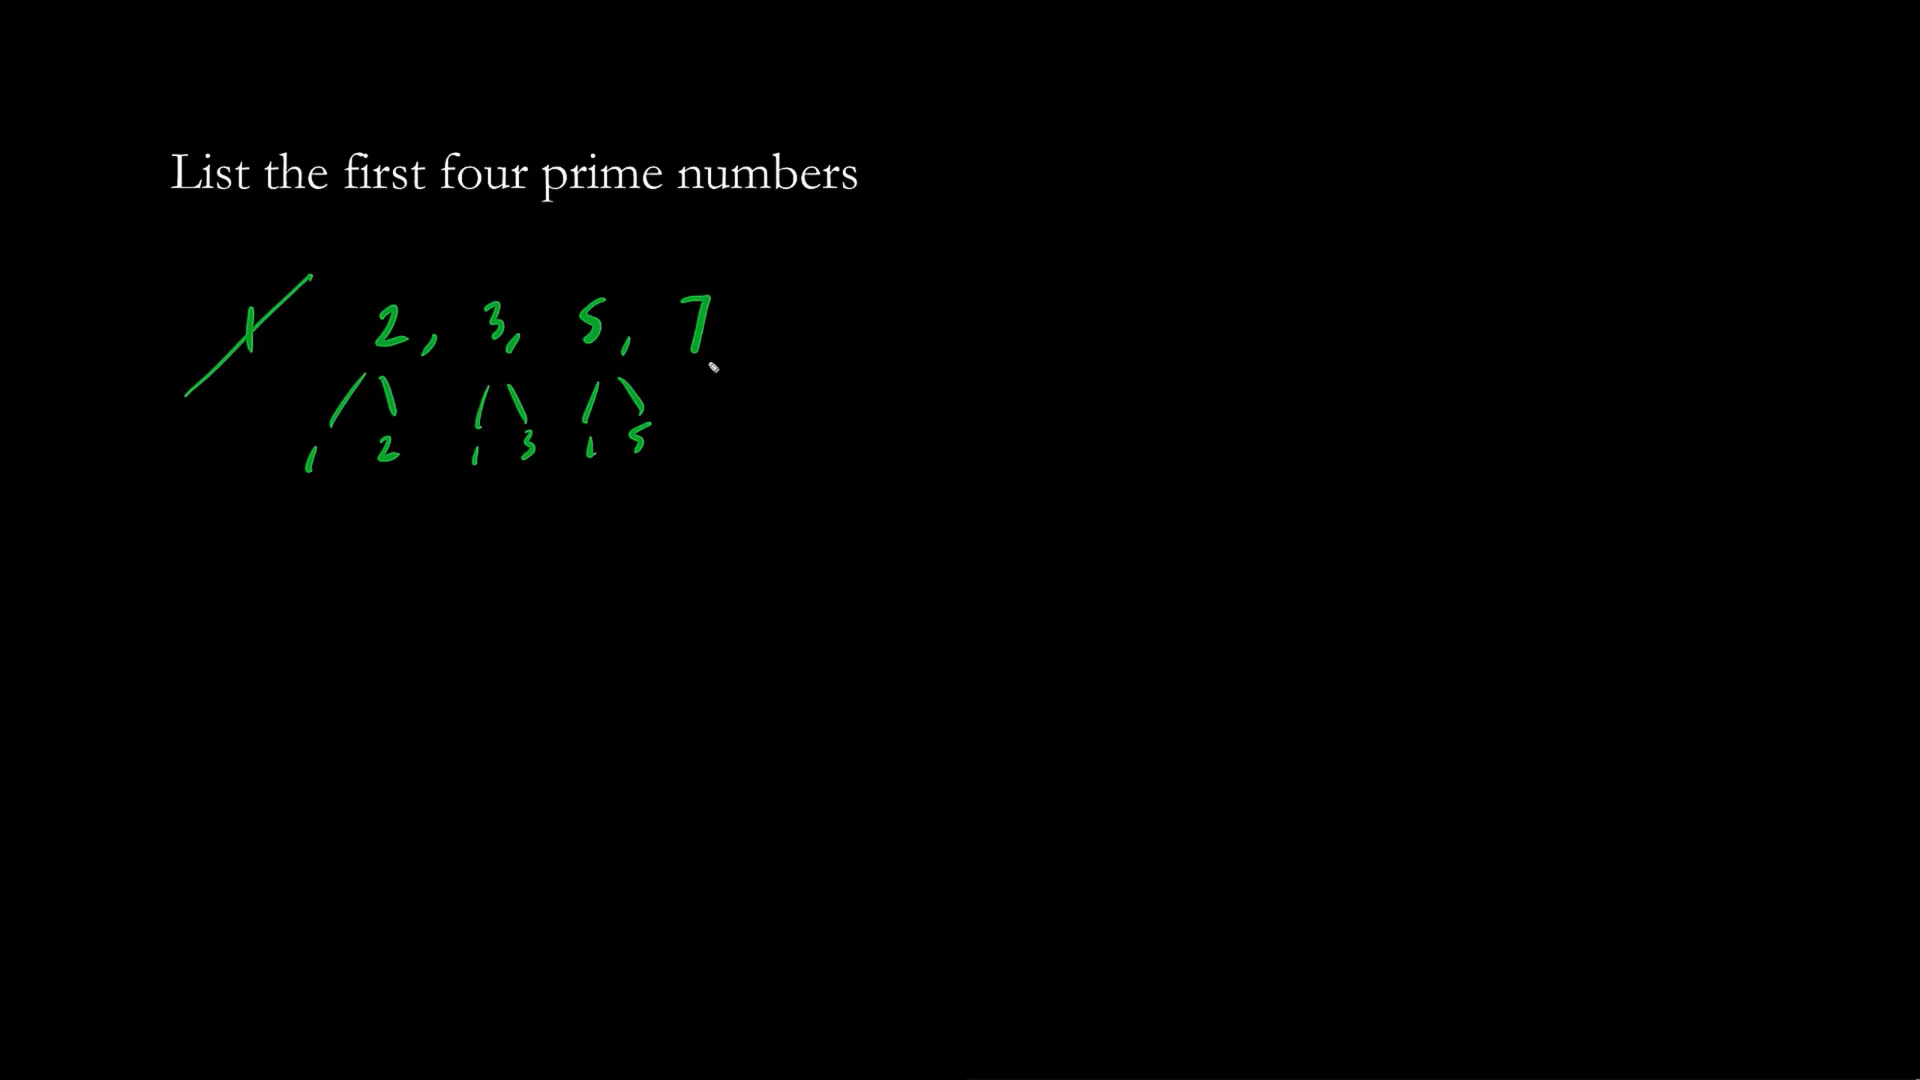 List the first four prime numbers
1 2, 3, 5, 7
1 2 1 3 1 5